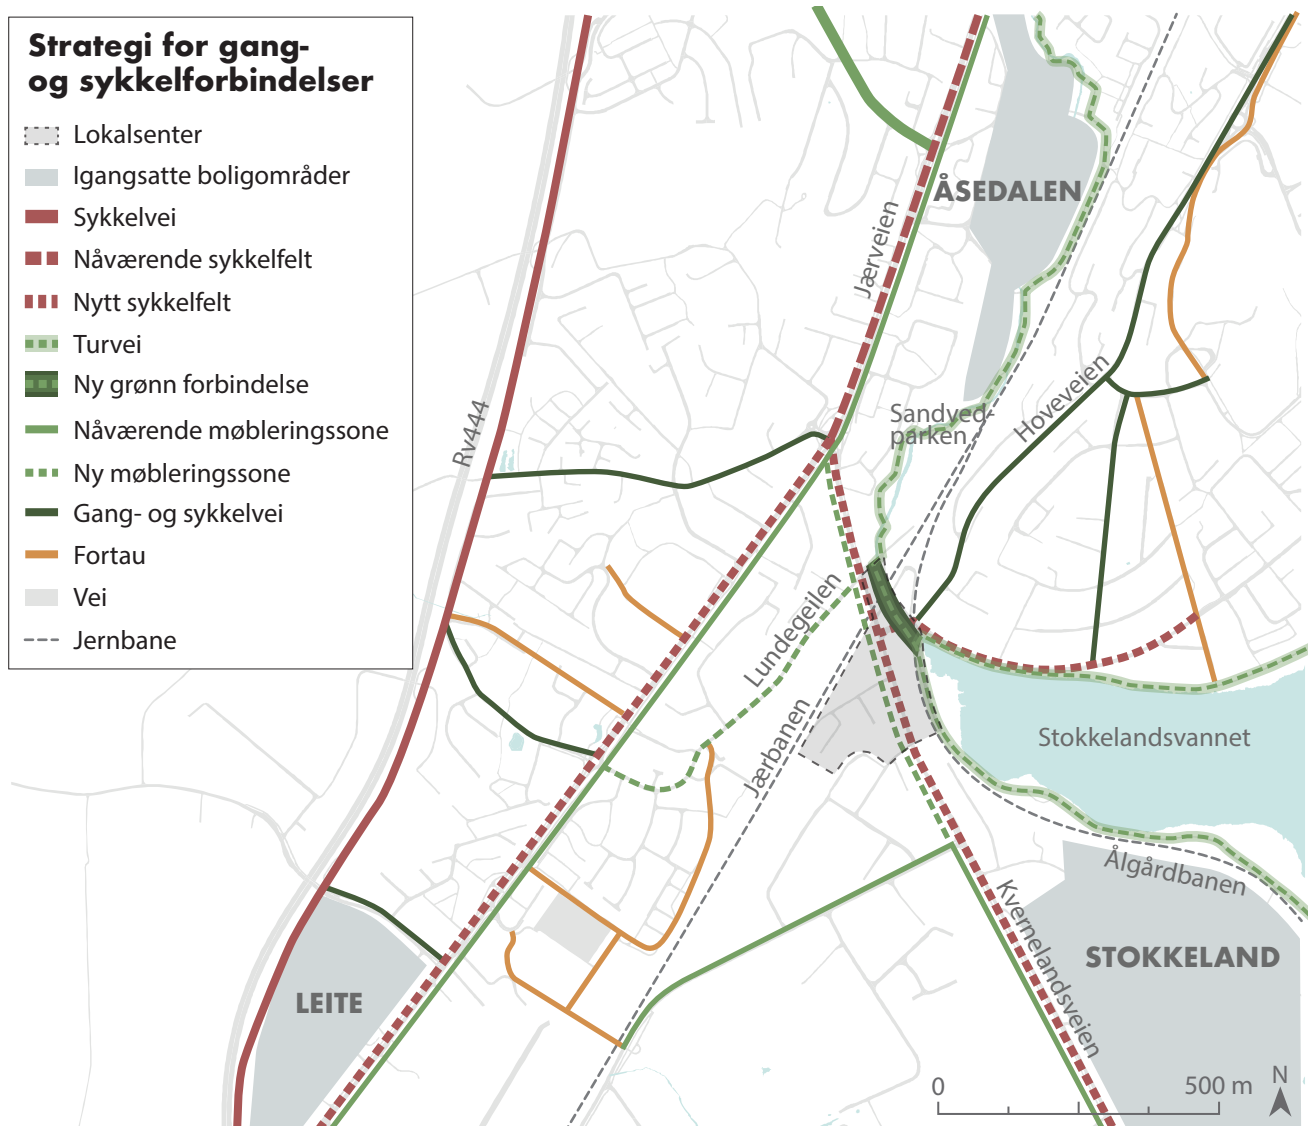 Strategi for gang-
og sykkelforbindelser
Lokalsenter
Igangsatte boligområder
Sykkelvei
Nåværende sykkelfelt
Nytt sykkelfelt
Turvei
Ny grønn forbindelse
Nåværende møbleringssone
Ny møbleringssone
Gang- og sykkelvei
Fortau
Vei
Jernbane
ÅSEDALEN
Jærveien
Rv444
Sandved-
parken
Hoveveien
Lundegeilen
Jærbanen
Stokkelandsvannet
Ålgårdbanen
Kvernelandsveien
STOKKELAND
LEITE
0
500 m
N